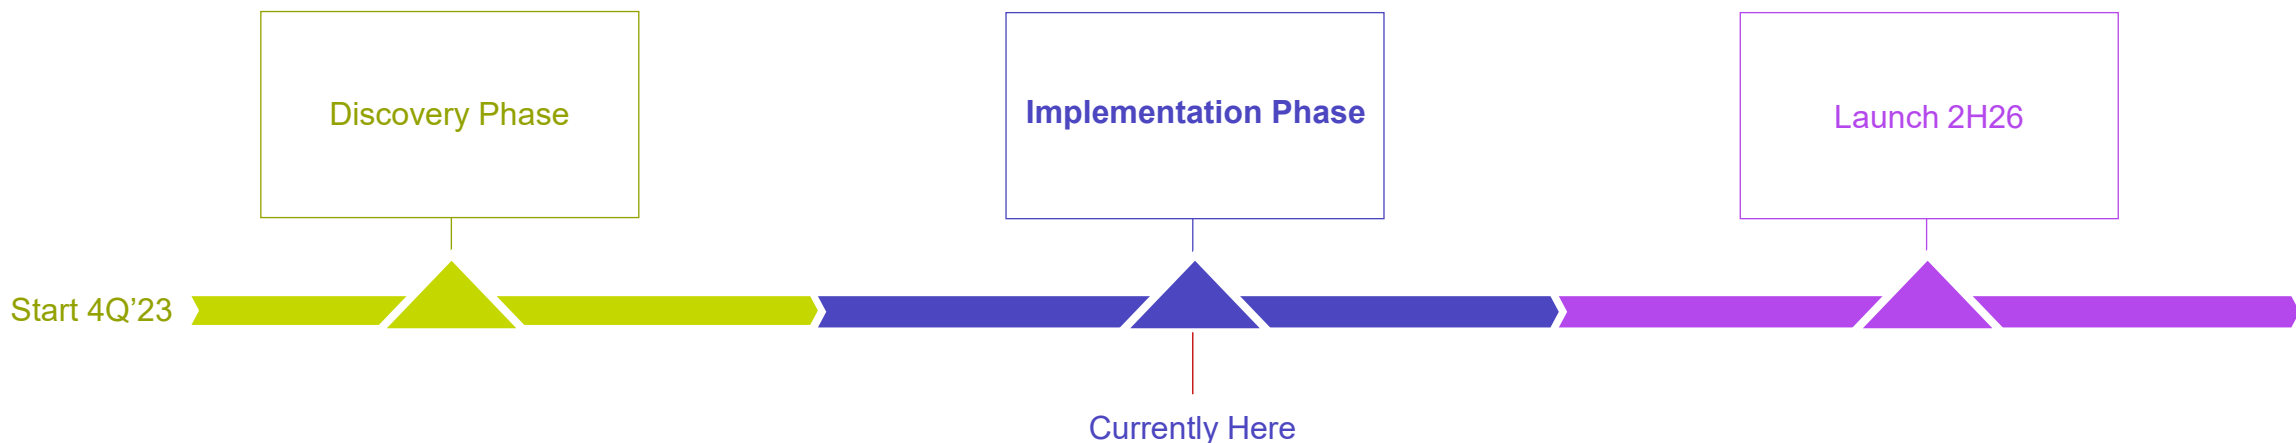 Discovery Phase
Implementation Phase
Launch 2H26
Start 4Q’23
Currently Here